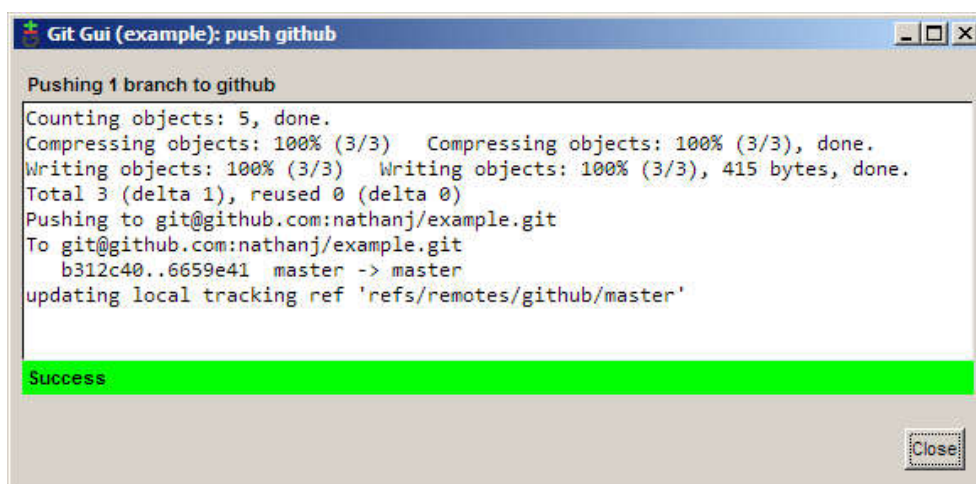 Git Gui (example): push github
Pushing 1 branch to github
Counting objects: 5, done.
Compressing objects: 100% (3/3)   Compressing objects: 100% (3/3), done.
Writing objects: 100% (3/3)   Writing objects: 100% (3/3), 415 bytes, done.
Total 3 (delta 1), reused 0 (delta 0)
Pushing to git@github.com:nathanj/example.git
To git@github.com:nathanj/example.git
   b312c40..6659e41  master -> master
updating local tracking ref 'refs/remotes/github/master'
Success
Close